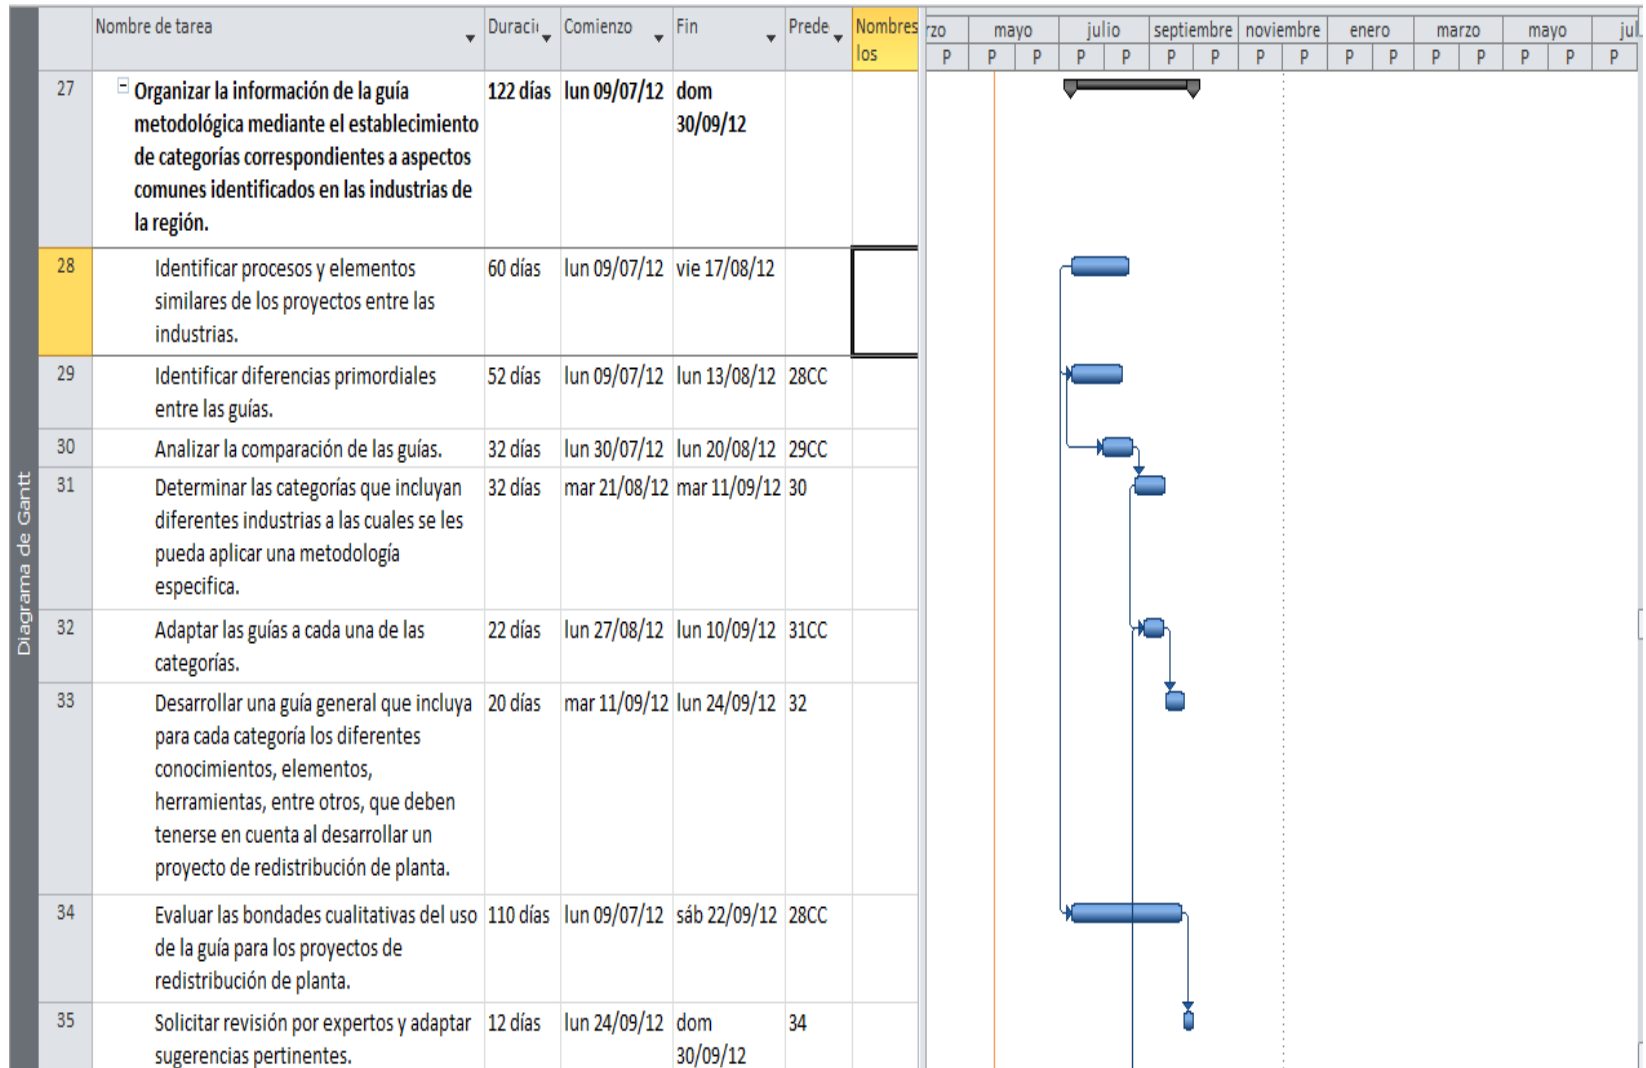 Nombre de tarea Duració Comienzo Fin Prede Nombres los
rzo mayo julio septiembre noviembre enero marzo mayo jul
P P P P P P P P P P P P P P P P
Diagrama de Gantt
27 Organizar la información de la guía 122 días lun 09/07/12 dom
metodológica mediante el establecimiento 30/09/12
de categorías correspondientes a aspectos
comunes identificados en las industrias de
la región.
28 Identificar procesos y elementos 60 días lun 09/07/12 vie 17/08/12
similares de los proyectos entre las
industrias.
29 Identificar diferencias primordiales 52 días lun 09/07/12 lun 13/08/12 28CC
entre las guías.
30 Analizar la comparación de las guías. 32 días lun 30/07/12 lun 20/08/12 29CC
31 Determinar las categorías que incluyan 32 días mar 21/08/12 mar 11/09/12 30
diferentes industrias a las cuales se les
pueda aplicar una metodología
especifica.
32 Adaptar las guías a cada una de las 22 días lun 27/08/12 lun 10/09/12 31CC
categorías.
33 Desarrollar una guía general que incluya 20 días mar 11/09/12 lun 24/09/12 32
para cada categoría los diferentes
conocimientos, elementos,
herramientas, entre otros, que deben
tenerse en cuenta al desarrollar un
proyecto de redistribución de planta.
34 Evaluar las bondades cualitativas del uso 110 días lun 09/07/12 sáb 22/09/12 28CC
de la guía para los proyectos de
redistribución de planta.
35 Solicitar revisión por expertos y adaptar 12 días lun 24/09/12 dom 34
sugerencias pertinentes. 30/09/12